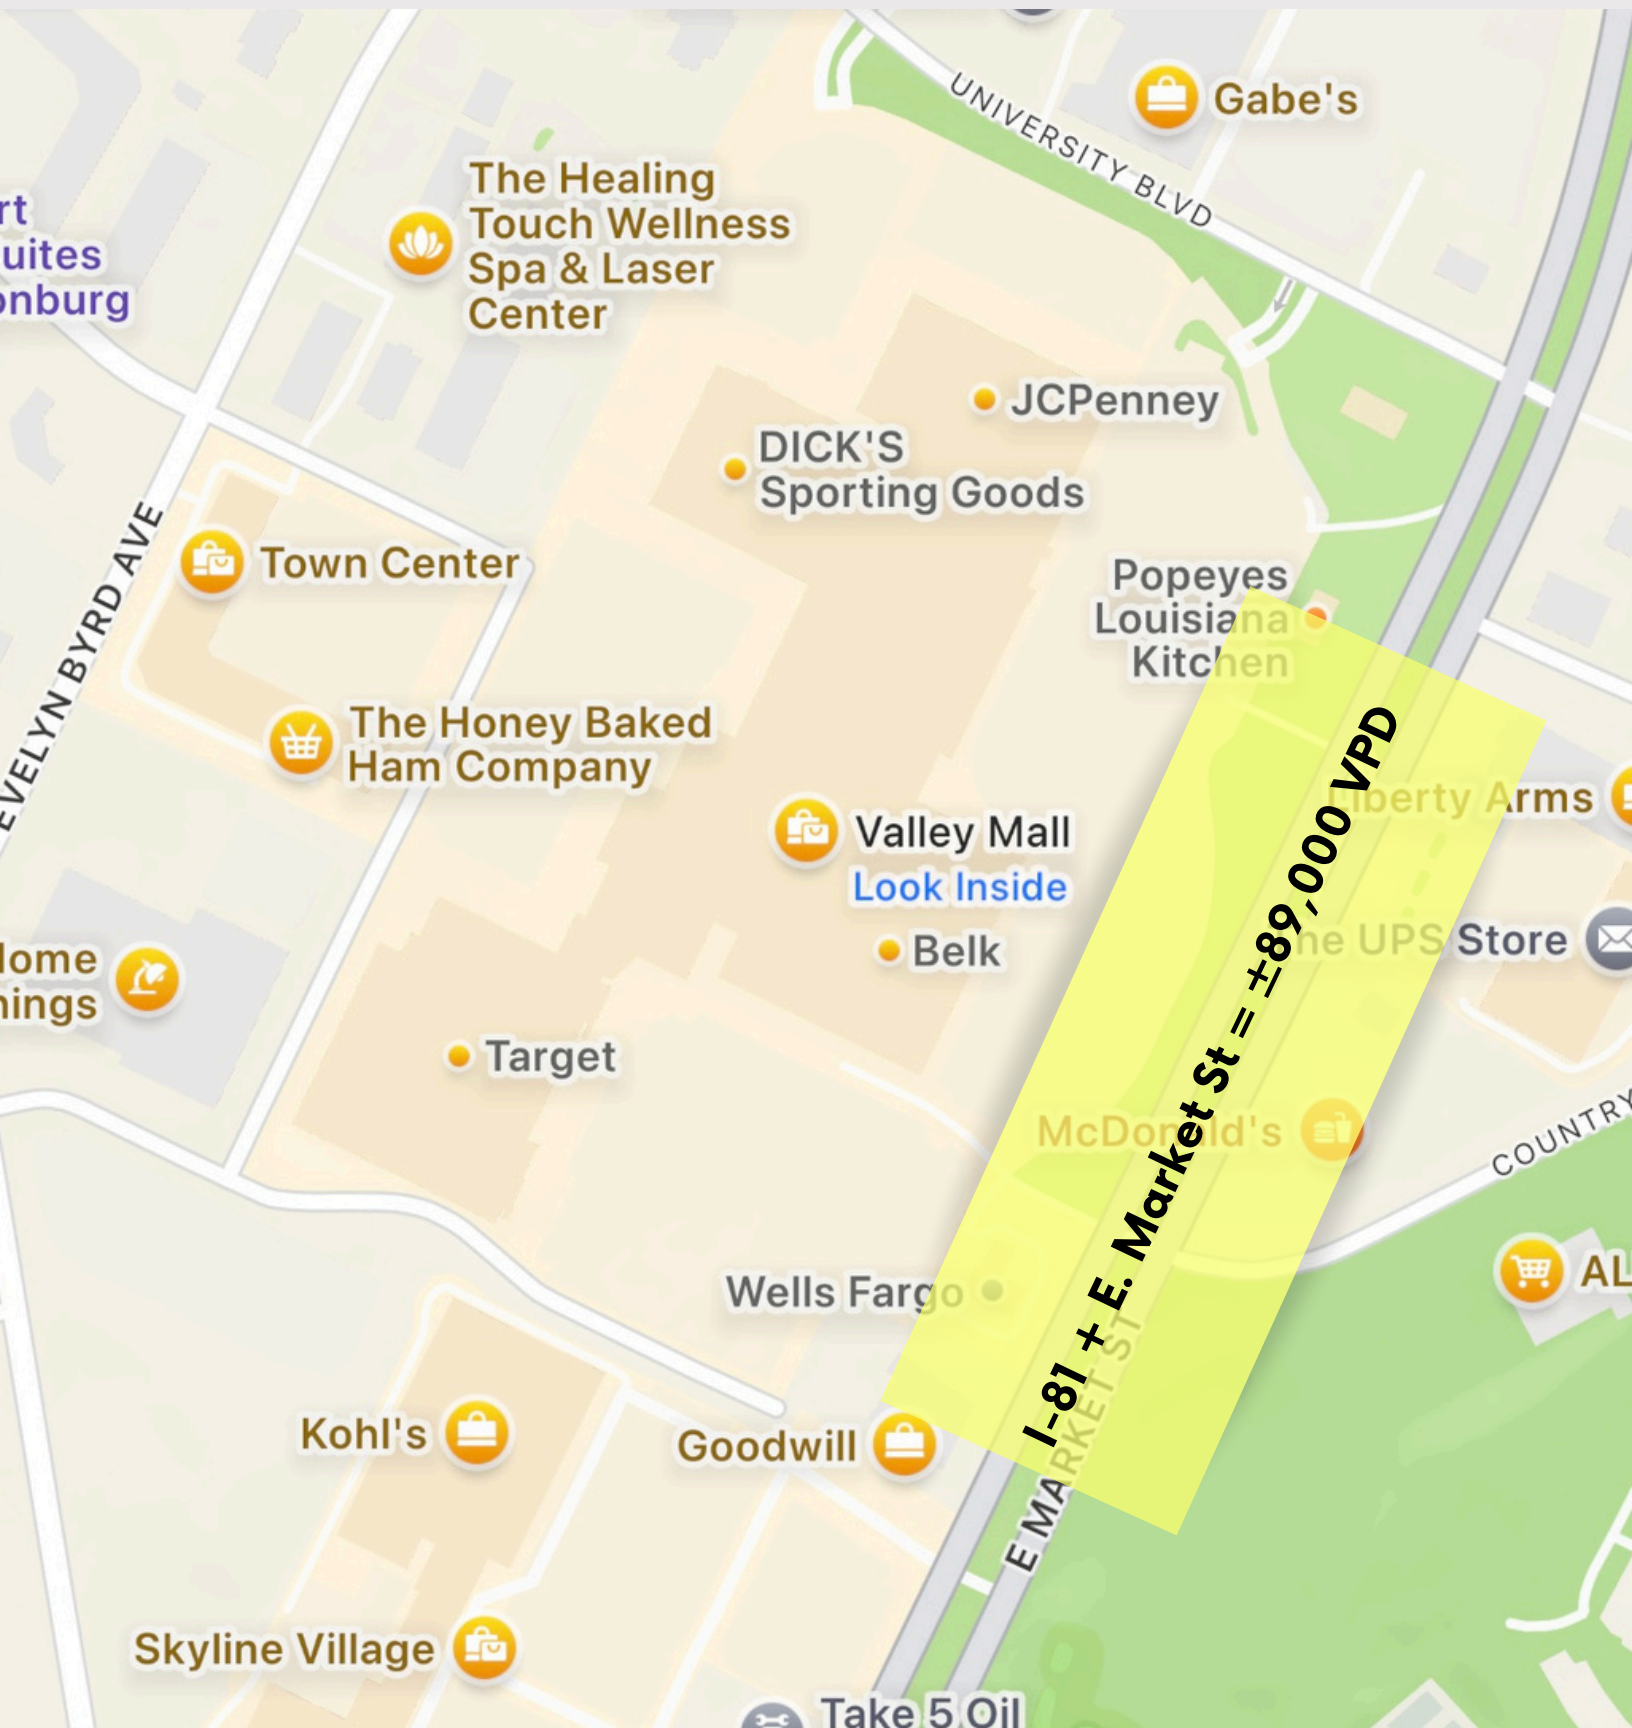 UNIVERSITY BLVD
Gabe's
The Healing
Touch Wellness
Spa & Laser
Center
rt
uites
onburg
JCPenney
DICK'S
Sporting Goods
EVELYN BYRD AVE
Town Center
Popeyes
Louisiana
Kitchen
The Honey Baked
Ham Company
Liberty Arms
Valley Mall
Look Inside
I-81 + E. Market St = ±89,000 VPD
Belk
The UPS Store
Home
nings
Target
McDonald's
COUNTRY
Wells Fargo
AL
Kohl's
Goodwill
E MARKET ST
Skyline Village
Take 5 Oil